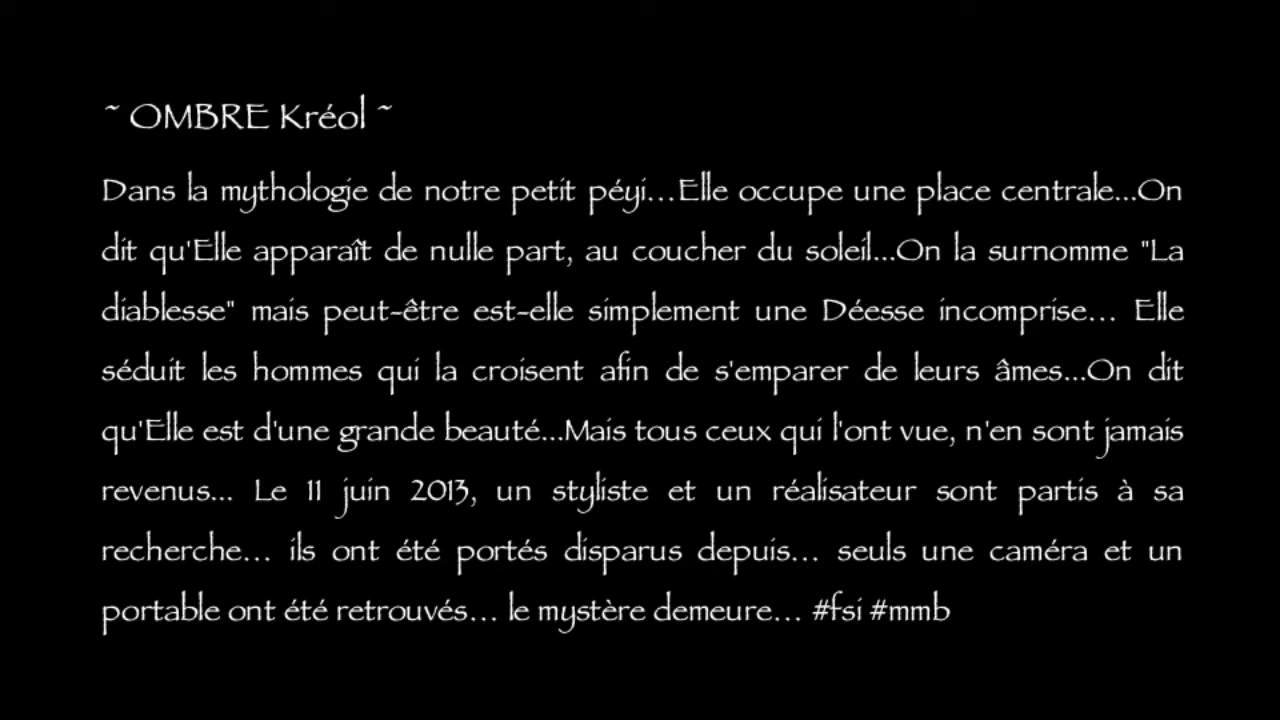 ~ OMBRE Kréol ~
Dans la mythologie de notre petit péyi...Elle occupe une place centrale...On
dit qu'Elle apparaît de nulle part, au coucher du soleil...On la surnomme "La
diablesse" mais peut-être est-elle simplement une Déesse incomprise... Elle
séduit les hommes qui la croisent afin de s'emparer de leurs âmes...On dit
qu'Elle est d'une grande beauté...Mais tous ceux qui l'ont vue, n'en sont jamais
revenus... Le 11 juin 2013, un styliste et un réalisateur sont partis à sa
recherche... ils ont été portés disparus depuis... seuls une caméra et un
portable ont été retrouvés... le mystère demeure... #fsi #mmb